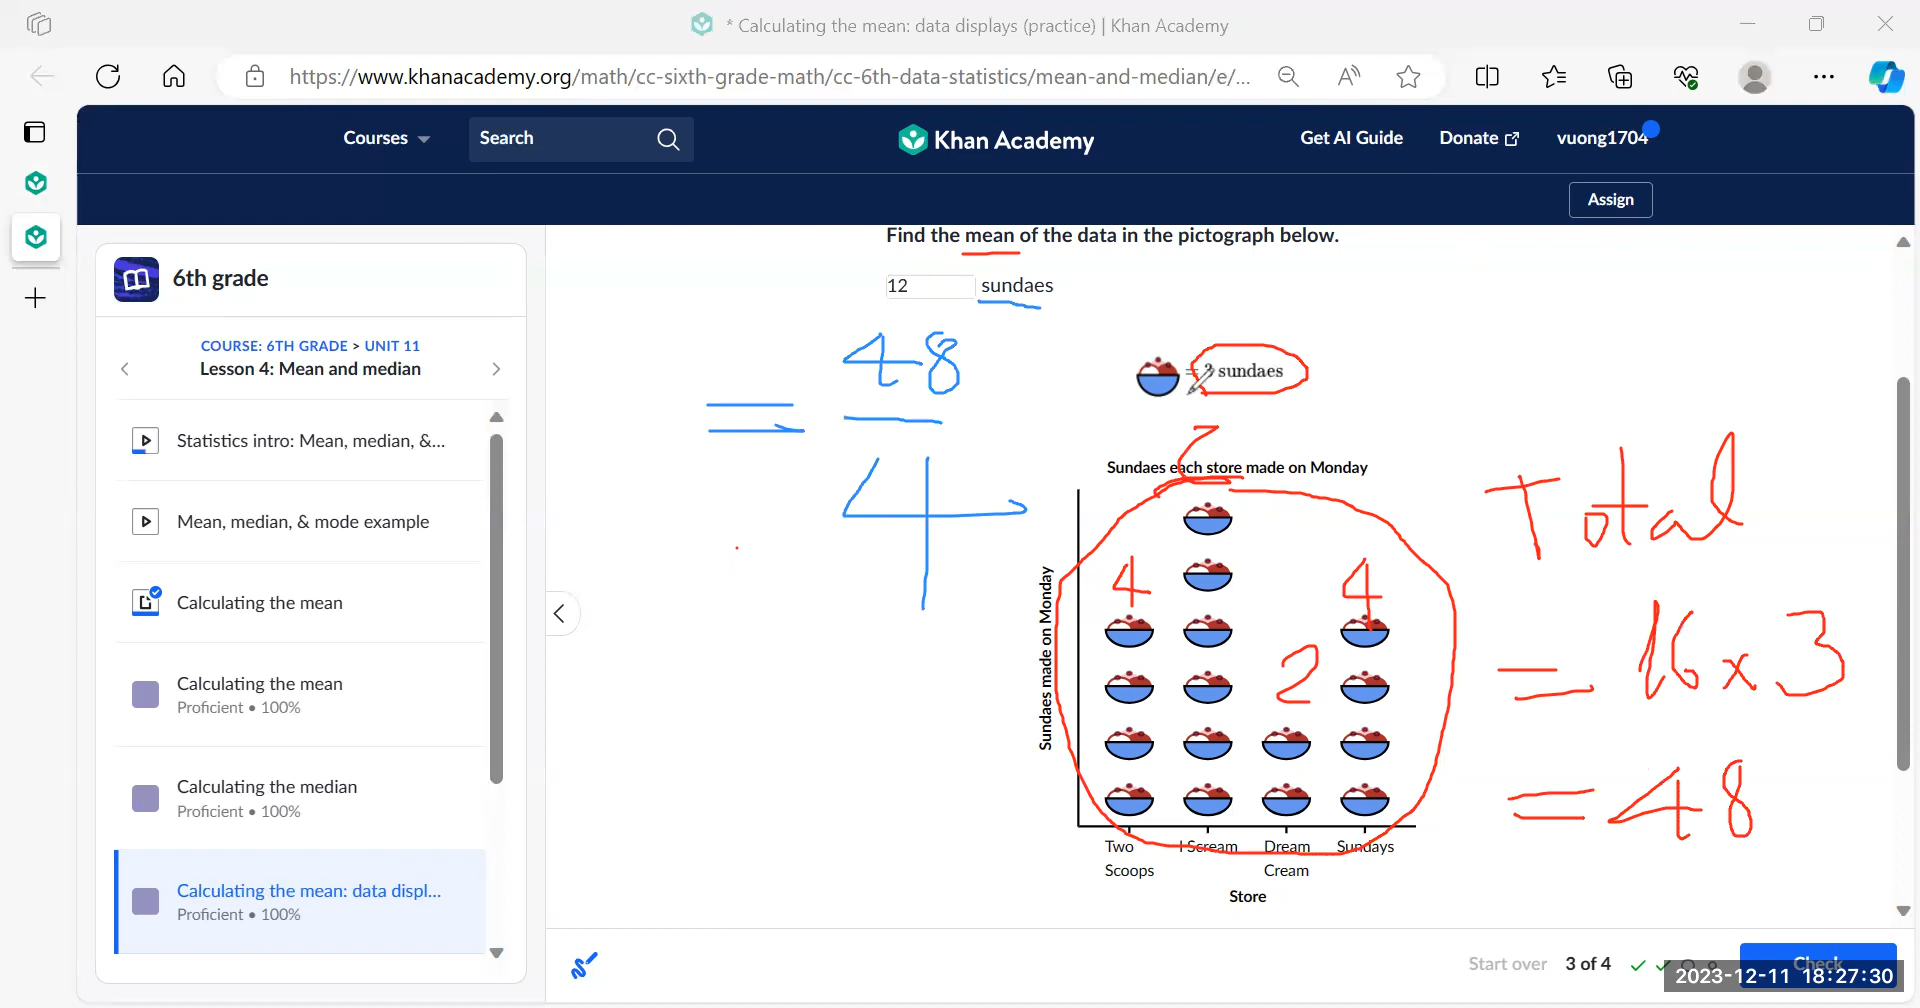 * Calculating the mean: data displays (practice) | Khan Academy
https://www.khanacademy.org/math/cc-sixth-grade-math/cc-6th-data-statistics/mean-and-median/e/...
Courses
Search
Khan Academy
Get AI Guide
Donate
vuong1704
Assign
6th grade
COURSE: 6TH GRADE > UNIT 11
Lesson 4: Mean and median
Statistics intro: Mean, median, &...
Mean, median, & mode example
Calculating the mean
Calculating the mean
Proficient • 100%
Calculating the median
Proficient • 100%
Calculating the mean: data displ...
Proficient • 100%
Find the mean of the data in the pictograph below.
12 sundaes
= 48
4
= 3 sundaes
Sundaes each store made on Monday
Sundaes made on Monday
4
2
4
Two Scoops
I Scream
Dream Cream
Sundays
Store
Total
= 16 x 3
= 48
Start over
3 of 4
Check
2023-12-11 18:27:30